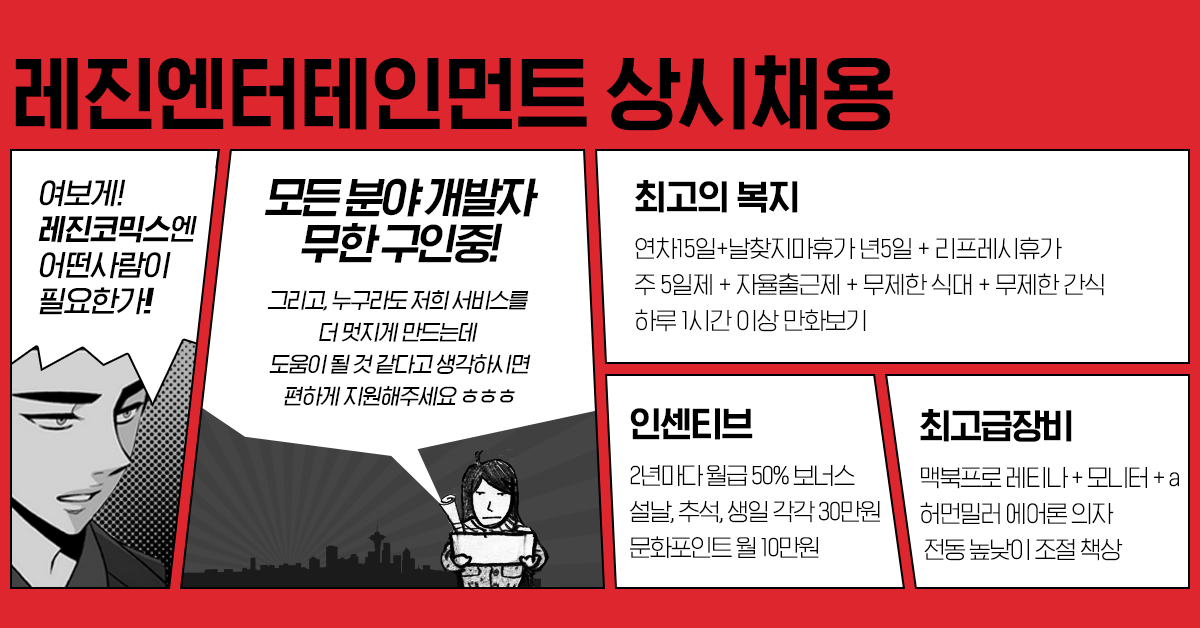 레진엔터테인먼트 상시채용
여보게!
레진코믹스엔
어떤사람이
필요한가!
모든 분야 개발자
무한 구인중!
그리고, 누구라도 저희 서비스를
더 멋지게 만드는데
도움이 될 것 같다고 생각하시면
편하게 지원해주세요 ㅎㅎㅎ
최고의 복지
연차15일+날찾지마휴가 년5일 + 리프레시휴가
주 5일제 + 자율출근제 + 무제한 식대 + 무제한 간식
하루 1시간 이상 만화보기
인센티브
2년마다 월급 50% 보너스
설날, 추석, 생일 각각 30만원
문화포인트 월 10만원
최고급장비
맥북프로 레티나 + 모니터 + a
허먼밀러 에어론 의자
전동 높낮이 조절 책상